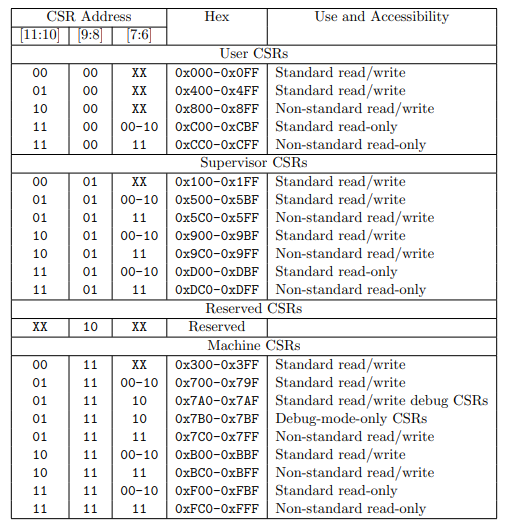 CSR Address Hex Use and Accessibility
[11:10] [9:8] [7:6]
User CSRs
00 00 XX 0x000-0x0FF Standard read/write
01 00 XX 0x400-0x4FF Standard read/write
10 00 XX 0x800-0x8FF Non-standard read/write
11 00 00-10 0xC00-0xCBF Standard read-only
11 00 11 0xCC0-0xCFF Non-standard read-only
Supervisor CSRs
00 01 XX 0x100-0x1FF Standard read/write
01 01 00-10 0x500-0x5BF Standard read/write
01 01 11 0x5C0-0x5FF Non-standard read/write
10 01 00-10 0x900-0x9BF Standard read/write
10 01 11 0x9C0-0x9FF Non-standard read/write
11 01 00-10 0xD00-0xDBF Standard read-only
11 01 11 0xDC0-0xDFF Non-standard read-only
Reserved CSRs
XX 10 XX Reserved
Machine CSRs
00 11 XX 0x300-0x3FF Standard read/write
01 11 00-10 0x700-0x79F Standard read/write
01 11 10 0x7A0-0x7AF Standard read/write debug CSRs
01 11 10 0x7B0-0x7BF Debug-mode-only CSRs
01 11 11 0x7C0-0x7FF Non-standard read/write
10 11 00-10 0xB00-0xBBF Standard read/write
10 11 11 0xBC0-0xBFF Non-standard read/write
11 11 00-10 0xF00-0xFBF Standard read-only
11 11 11 0xFC0-0xFFF Non-standard read-only